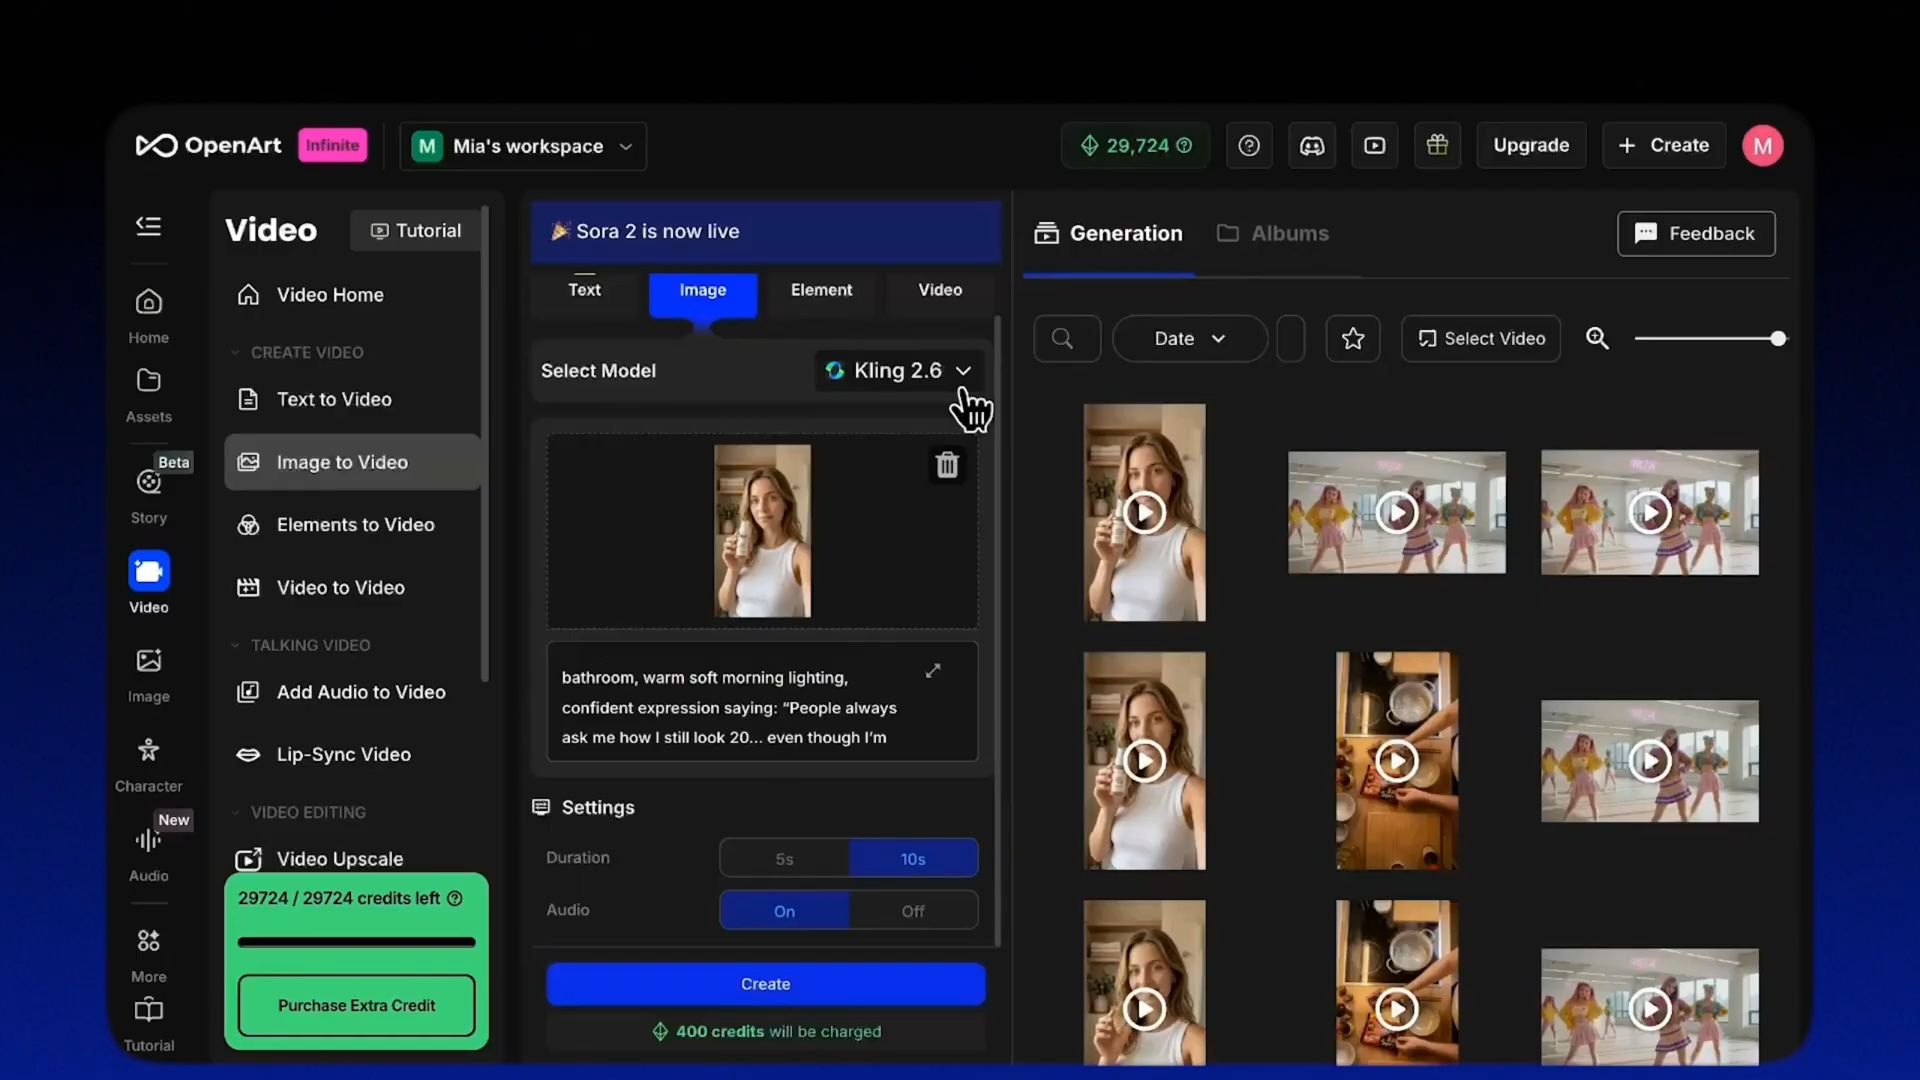 OpenArt
Infinite
M
Mia's workspace
29,724
Upgrade
Create
M
Home
Assets
Beta
Story
Video
Image
Character
New
Audio
More
Tutorial
Video
Tutorial
Video Home
CREATE VIDEO
Text to Video
Image to Video
Elements to Video
Video to Video
TALKING VIDEO
Add Audio to Video
Lip-Sync Video
VIDEO EDITING
Video Upscale
29724 / 29724 credits left
Purchase Extra Credit
🎉 Sora 2 is now live
Text
Image
Element
Video
Select Model
Kling 2.6
bathroom, warm soft morning lighting,
confident expression saying: “People always
ask me how I still look 20... even though I’m
Settings
Duration
5s
10s
Audio
On
Off
Create
400 credits will be charged
Generation
Albums
Feedback
Date
Select Video